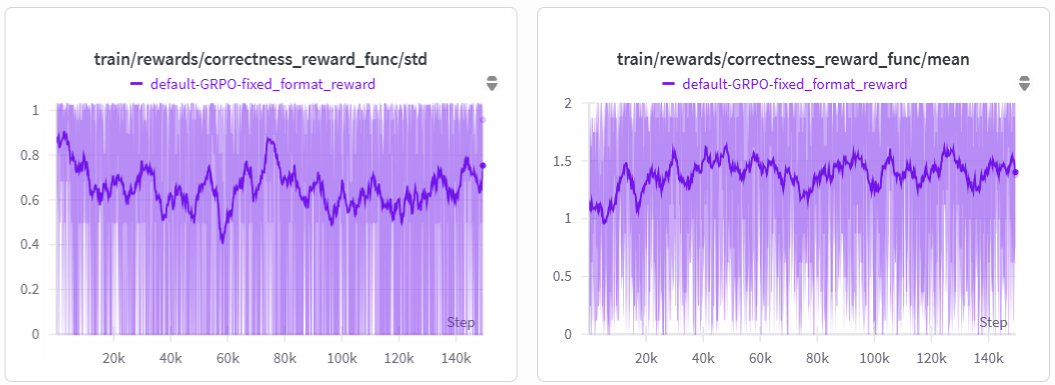 train/rewards/correctness_reward_func/std
default-GRPO-fixed_format_reward
1
0.8
0.6
0.4
0.2
0
Step
20k 40k 60k 80k 100k 120k 140k
train/rewards/correctness_reward_func/mean
default-GRPO-fixed_format_reward
2
1.5
1
0.5
0
Step
20k 40k 60k 80k 100k 120k 140k